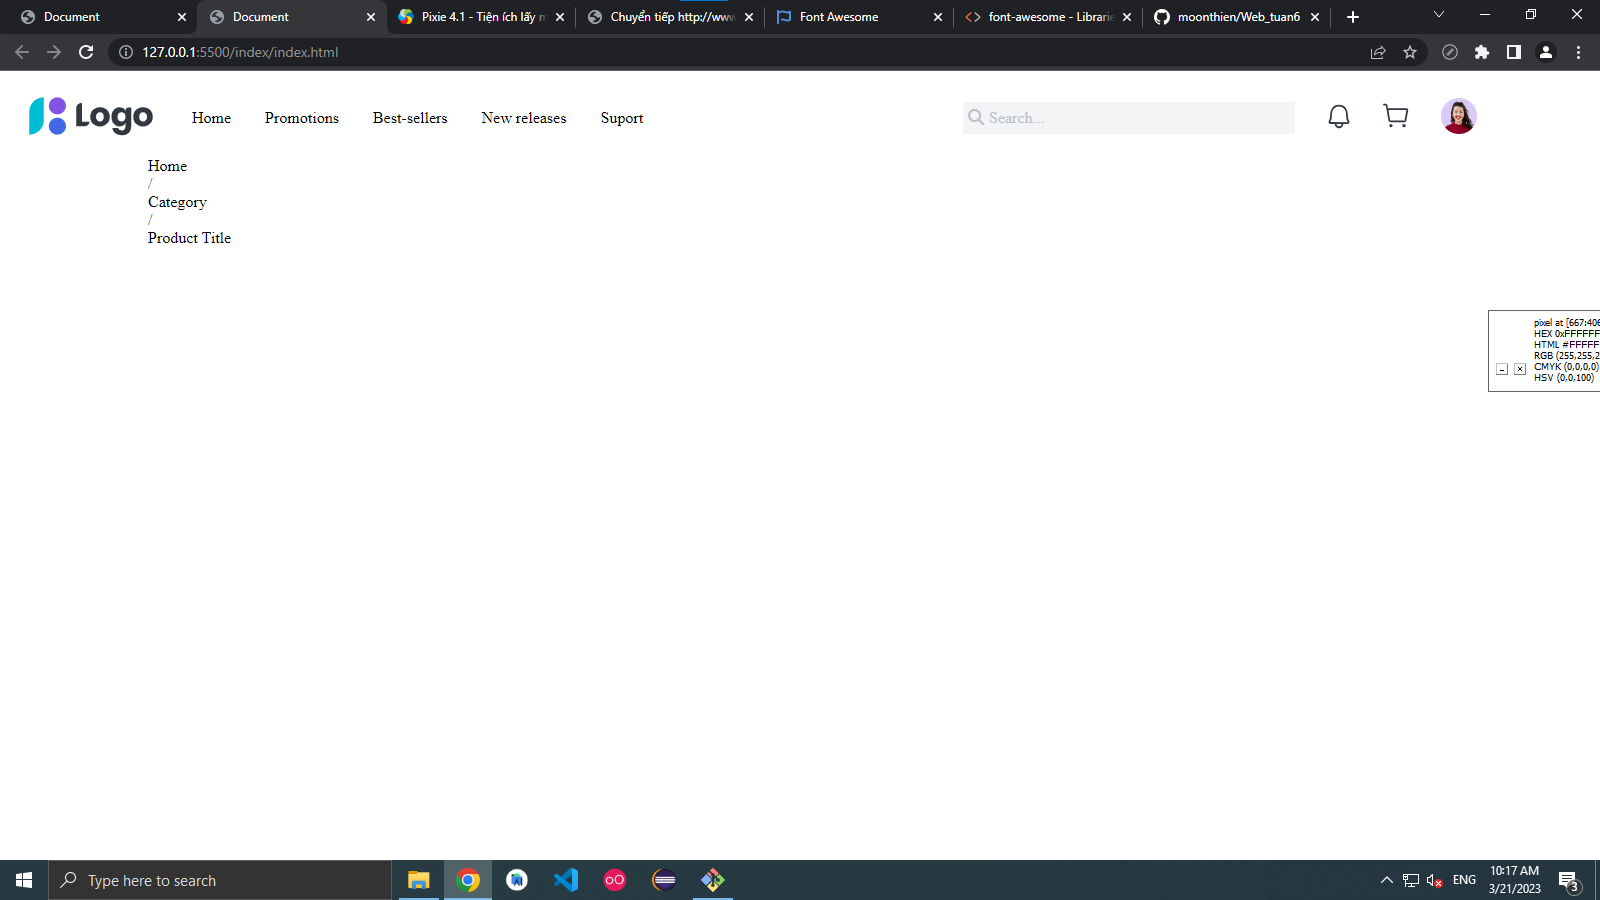 Document
Document
Pixie 4.1 - Tiện ích lấy m
Chuyển tiếp http://www
Font Awesome
font-awesome - Librarie
moonthien/Web_tuan6
127.0.0.1:5500/index/index.html
Logo
Home
Promotions
Best-sellers
New releases
Suport
Search...
Home
/
Category
/
Product Title
pixel at [667:406
HEX 0xFFFFFF
HTML #FFFFF
RGB (255,255,2
CMYK (0,0,0,0)
HSV (0,0,100)
Type here to search
AI
ENG
10:17 AM
3/21/2023
3